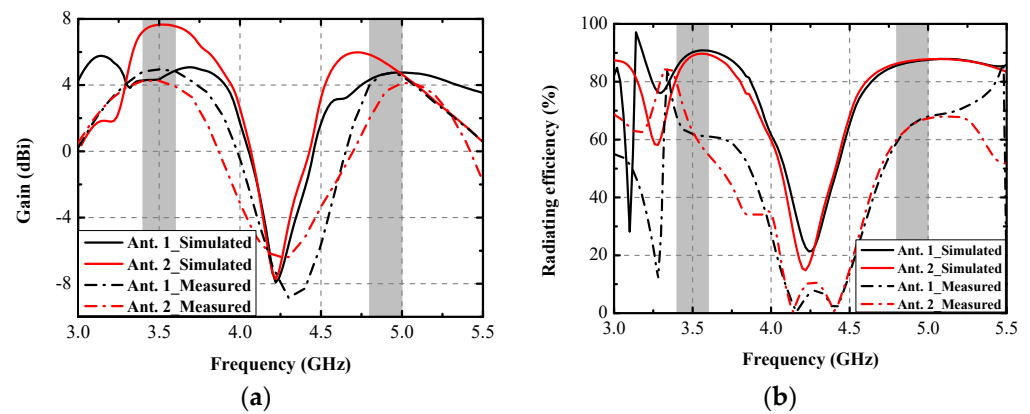 8
4
0
-4
-8
Gain (dBi)
Ant. 1_Simulated
Ant. 2_Simulated
Ant. 1_Measured
Ant. 2_Measured
3.0 3.5 4.0 4.5 5.0 5.5
Frequency (GHz)
(a)
100
80
60
40
20
0
Radiating efficiency (%)
Ant. 1_Simulated
Ant. 2_Simulated
Ant. 1_Measured
Ant. 2_Measured
3.0 3.5 4.0 4.5 5.0 5.5
Frequency (GHz)
(b)